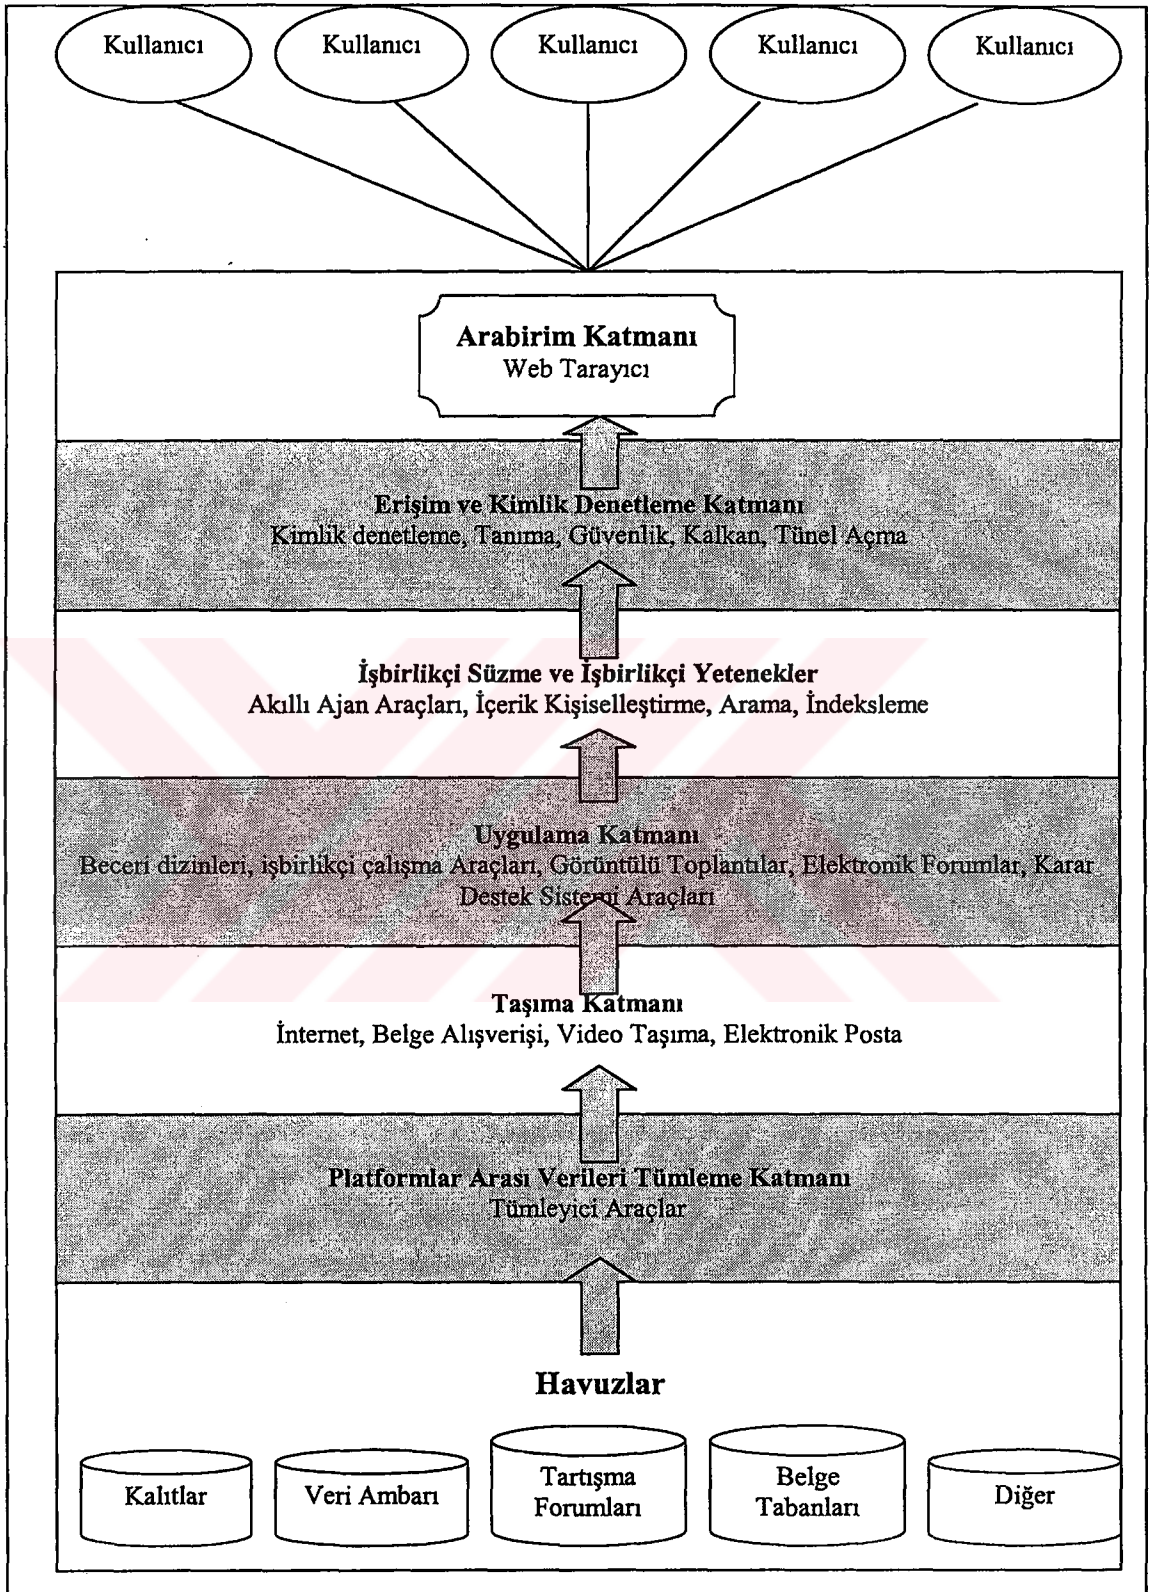 Kullanıcı Kullanıcı Kullanıcı Kullanıcı Kullanıcı
Arabirim Katmanı
Web Tarayıcı
Erişim ve Kimlik Denetleme Katmanı
Kimlik denetleme, Tanıma, Güvenlik, Kalkan, Tünel Açma
İşbirlikçi Süzme ve İşbirlikçi Yetenekler
Akıllı Ajan Araçları, İçerik Kişiselleştirme, Arama, İndeksleme
Uygulama Katmanı
Beceri dizinleri, işbirlikçi çalışma Araçları, Görüntülü Toplantılar, Elektronik Forumlar, Karar
Destek Sistemi Araçları
Taşıma Katmanı
İnternet, Belge Alışverişi, Video Taşıma, Elektronik Posta
Platformlar Arası Verileri Tümleme Katmanı
Tümleyici Araçlar
Havuzlar
Kalıtlar
Veri Ambarı
Tartışma
Forumları
Belge
Tabanları
Diğer